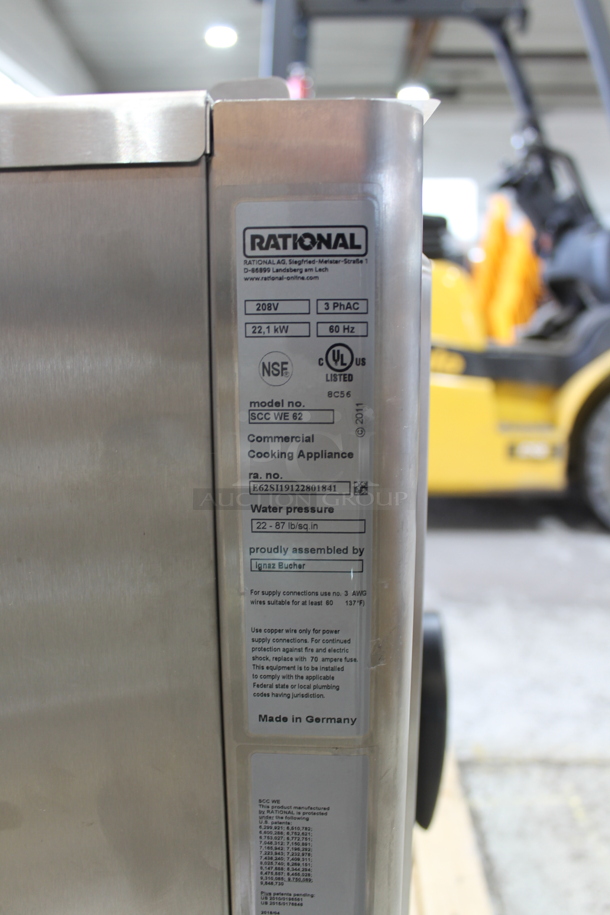 RATIONAL
RATIONAL AG, Siegfried-Meister-Straße 1
D-86899 Landsberg am Lech
www.rational-online.com
208V 3 PhAC
22,1 kW 60 Hz
NSF
C UL US
LISTED
8C56
model no.
SCC WE 62
© 2011
Commercial
Cooking Appliance
ra. no.
E62SI19122801841
AUCTION GROUP
Water pressure
22 - 87 lb/sq.in
proudly assembled by
Ignaz Bucher
For supply connections use no. 3 AWG
wires suitable for at least 60 137°F)
Use copper wire only for power
supply connections. For continued
protection against fire and electric
shock, replace with 70 ampere fuse
This equipment is to be installed
to comply with the applicable
Federal state or local plumbing
codes having jurisdiction.
Made in Germany
SCC WE
This product manufactured
by RATIONAL is protected
under the following
U.S. patents:
Plus patents pending: